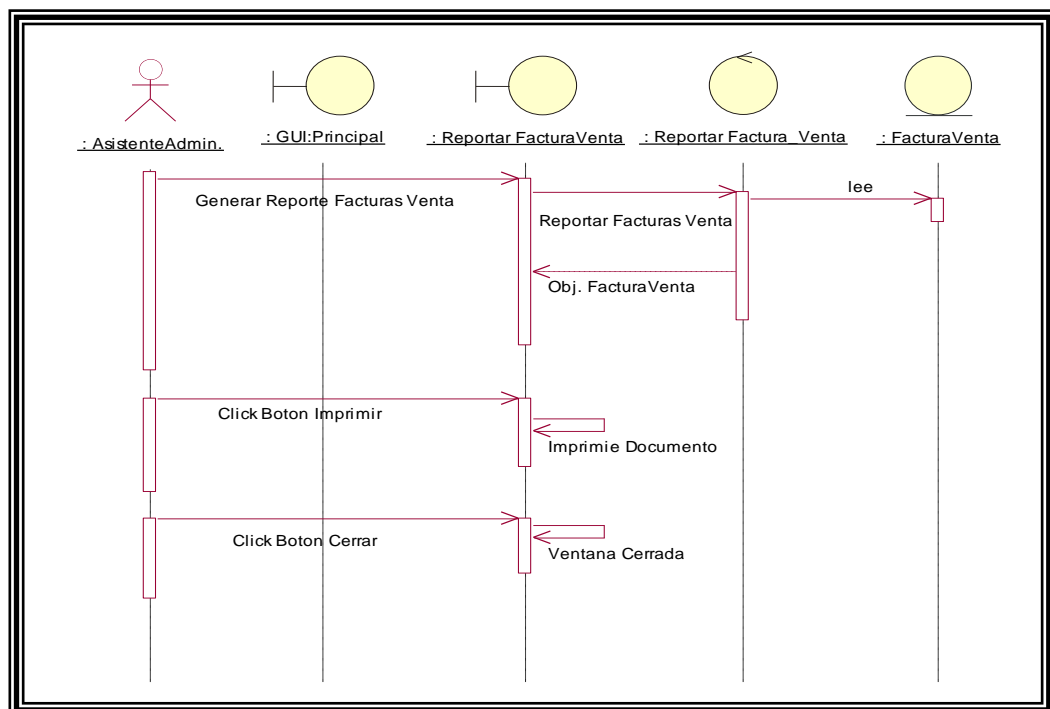 : AsistenteAdmin.
: GUI:Principal
: Reportar FacturaVenta
: Reportar Factura_Venta
: FacturaVenta
Generar Reporte Facturas Venta
Reportar Facturas Venta
lee
Obj. FacturaVenta
Click Boton Imprimir
Imprimie Documento
Click Boton Cerrar
Ventana Cerrada